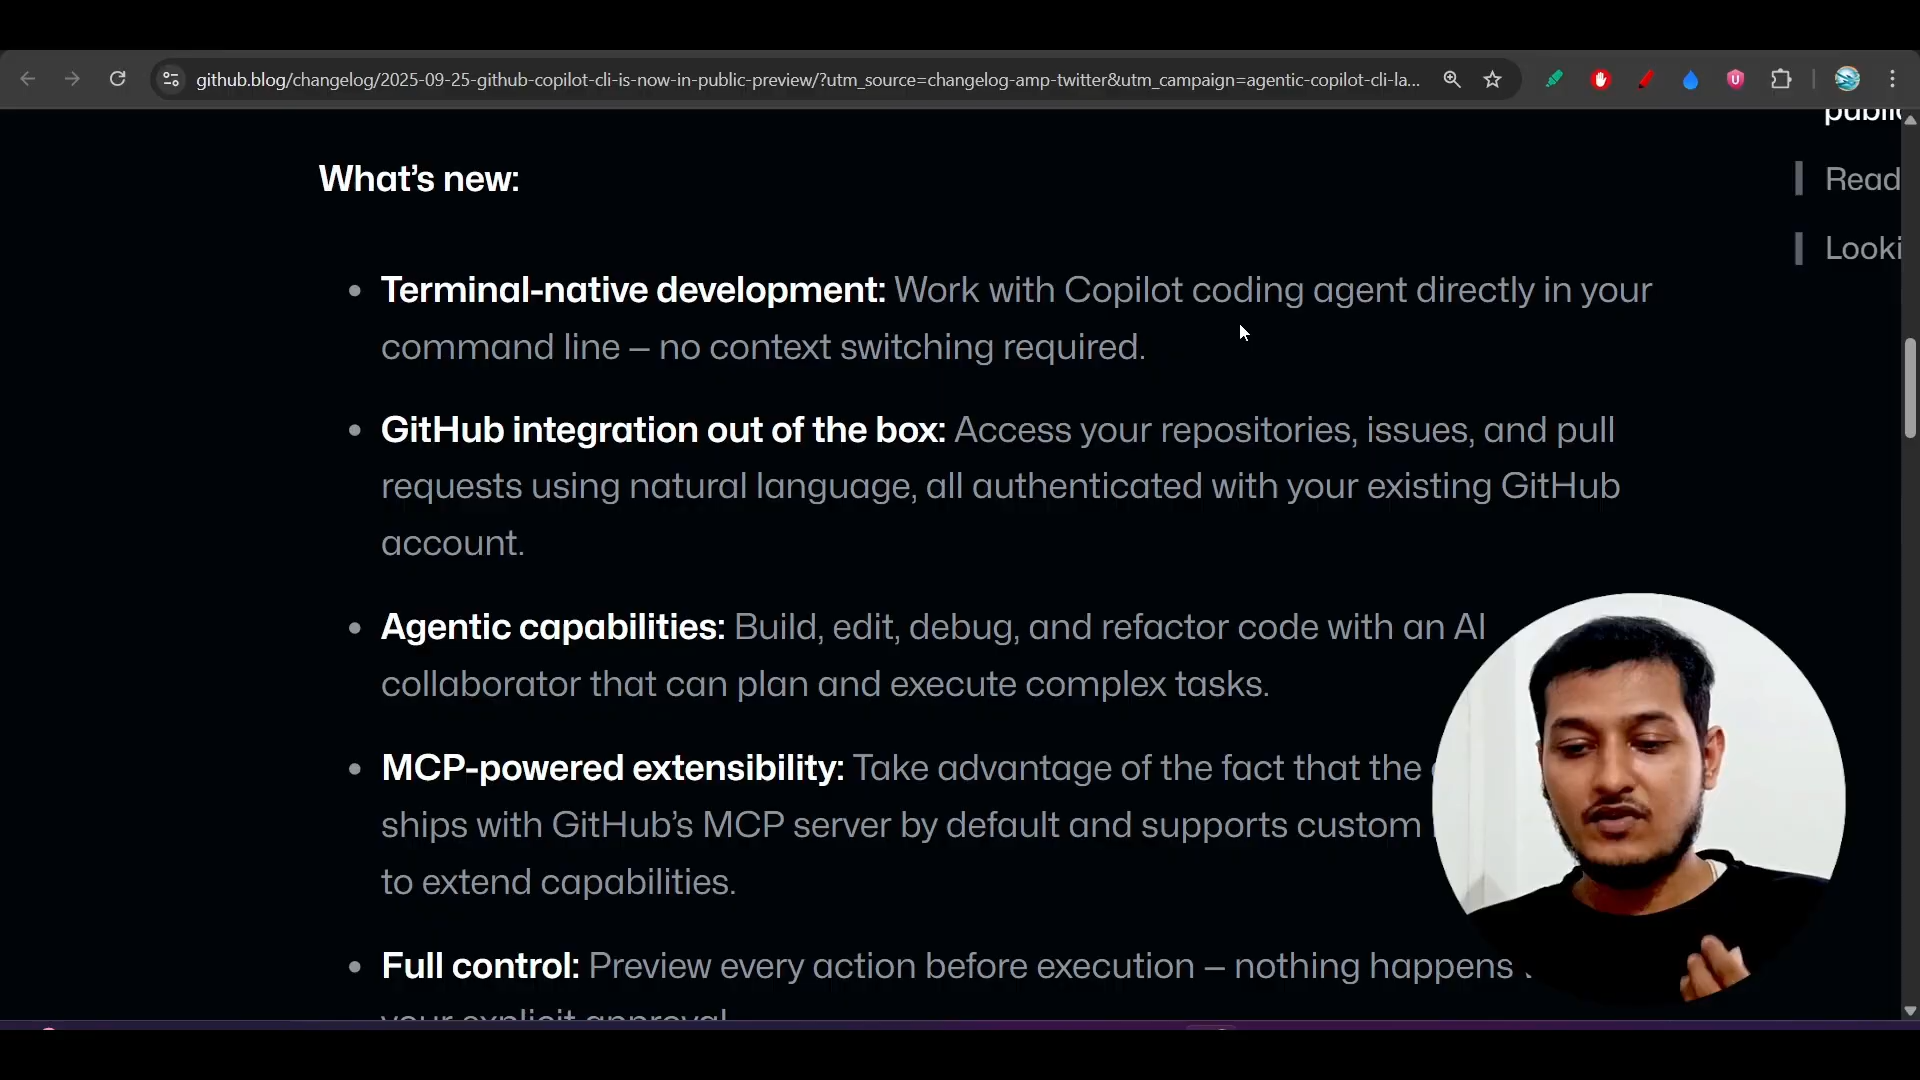 github.blog/changelog/2025-09-25-github-copilot-cli-is-now-in-public-preview/?utm_source=changelog-amp-twitter&utm_campaign=agentic-copilot-cli-la...
What's new:
Read
Terminal-native development: Work with Copilot coding agent directly in your
command line — no context switching required.
GitHub integration out of the box: Access your repositories, issues, and pull
requests using natural language, all authenticated with your existing GitHub
account.
Agentic capabilities: Build, edit, debug, and refactor code with an AI
collaborator that can plan and execute complex tasks.
MCP-powered extensibility: Take advantage of the fact that the
ships with GitHub's MCP server by default and supports custom
to extend capabilities.
Full control: Preview every action before execution — nothing happens
your explicit approval